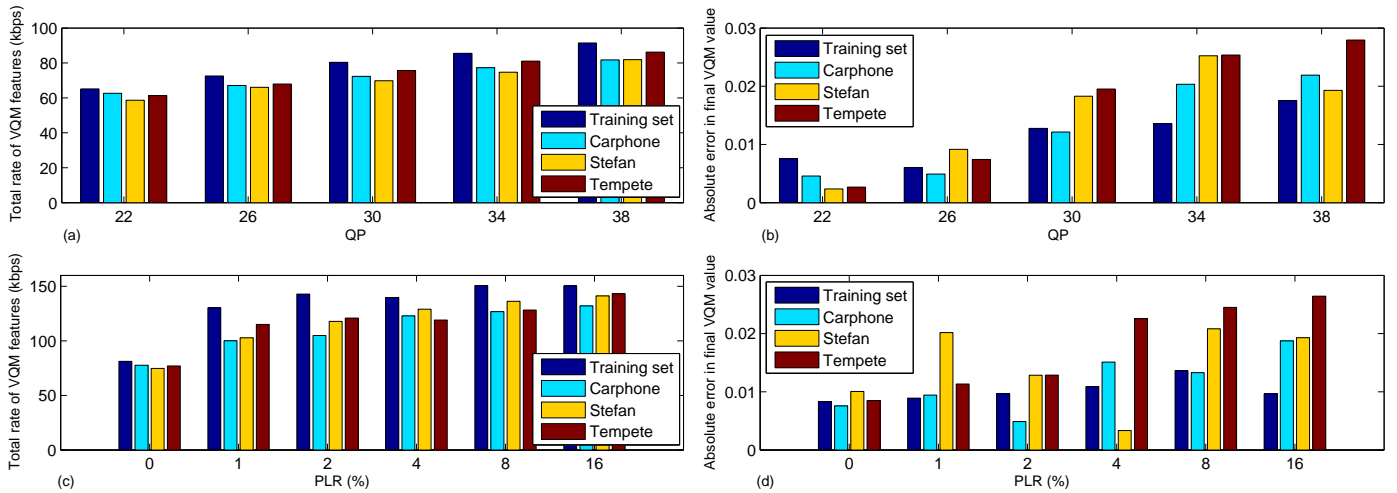 Total rate of VQM features (kbps)
100
80
60
40
20
0
22
26
30
34
38
QP
(a)
Training set
Carphone
Stefan
Tempete
Absolute error in final VQM value
0.03
0.02
0.01
0
22
26
30
34
38
QP
(b)
Training set
Carphone
Stefan
Tempete
Total rate of VQM features (kbps)
150
100
50
0
0
1
2
4
8
16
PLR (%)
(c)
Training set
Carphone
Stefan
Tempete
Absolute error in final VQM value
0.03
0.02
0.01
0
0
1
2
4
8
16
PLR (%)
(d)
Training set
Carphone
Stefan
Tempete